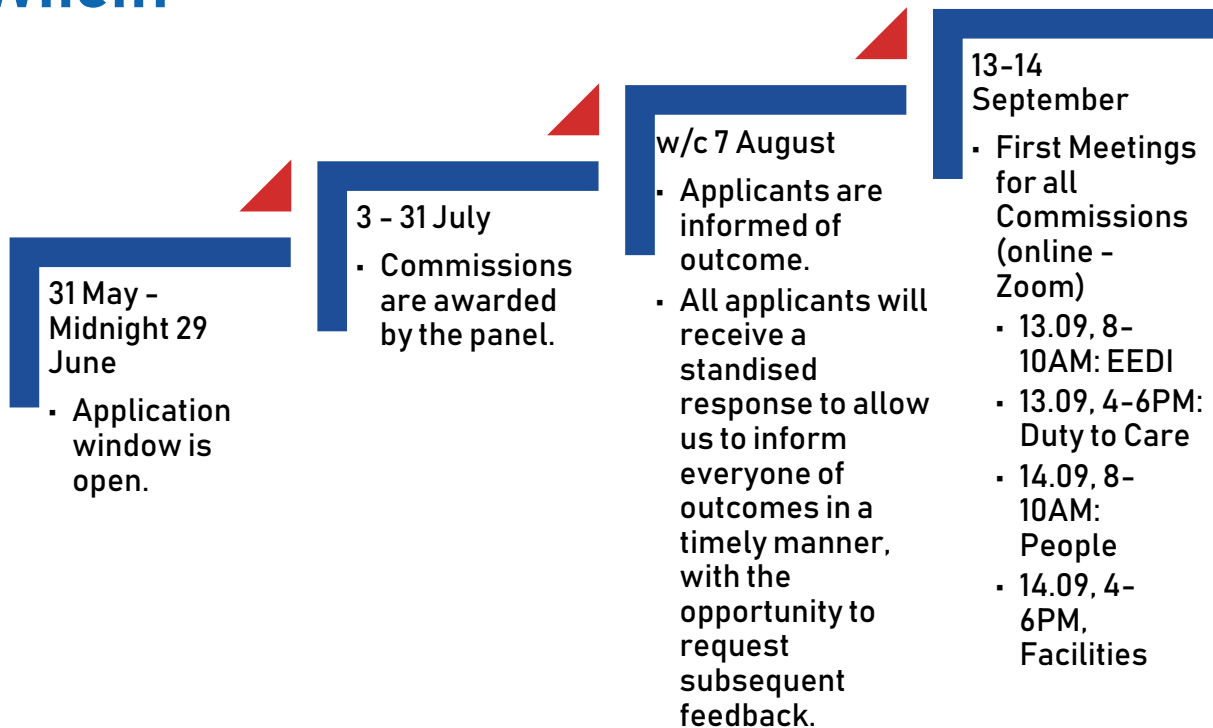 31 May -
Midnight 29
June
▪ Application
window is
open.
3 - 31 July
▪ Commissions
are awarded
by the panel.
w/c 7 August
▪ Applicants are
informed of
outcome.
▪ All applicants will
receive a
standised
response to allow
us to inform
everyone of
outcomes in a
timely manner,
with the
opportunity to
request
subsequent
feedback.
13-14
September
▪ First Meetings
for all
Commissions
(online -
Zoom)
▪ 13.09, 8-
10AM: EEDI
▪ 13.09, 4-6PM:
Duty to Care
▪ 14.09, 8-
10AM:
People
▪ 14.09, 4-
6PM,
Facilities